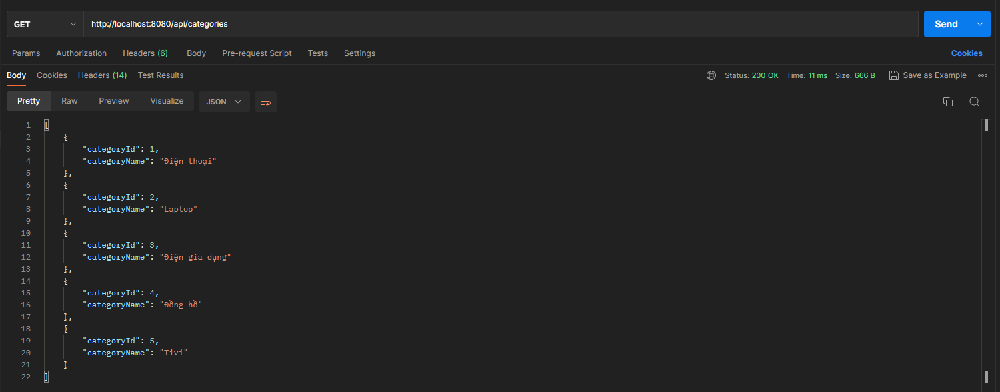 GET http://localhost:8080/api/categories Send
Params Authorization Headers (6) Body Pre-request Script Tests Settings Cookies
Body Cookies Headers (14) Test Results Status: 200 OK Time: 11 ms Size: 666 B Save as Example
Pretty Raw Preview Visualize JSON
1 [
2 {
3 "categoryId": 1,
4 "categoryName": "Điện thoại"
5 },
6 {
7 "categoryId": 2,
8 "categoryName": "Laptop"
9 },
10 {
11 "categoryId": 3,
12 "categoryName": "Điện gia dụng"
13 },
14 {
15 "categoryId": 4,
16 "categoryName": "Đồng hồ"
17 },
18 {
19 "categoryId": 5,
20 "categoryName": "Tivi"
21 }
22 ]